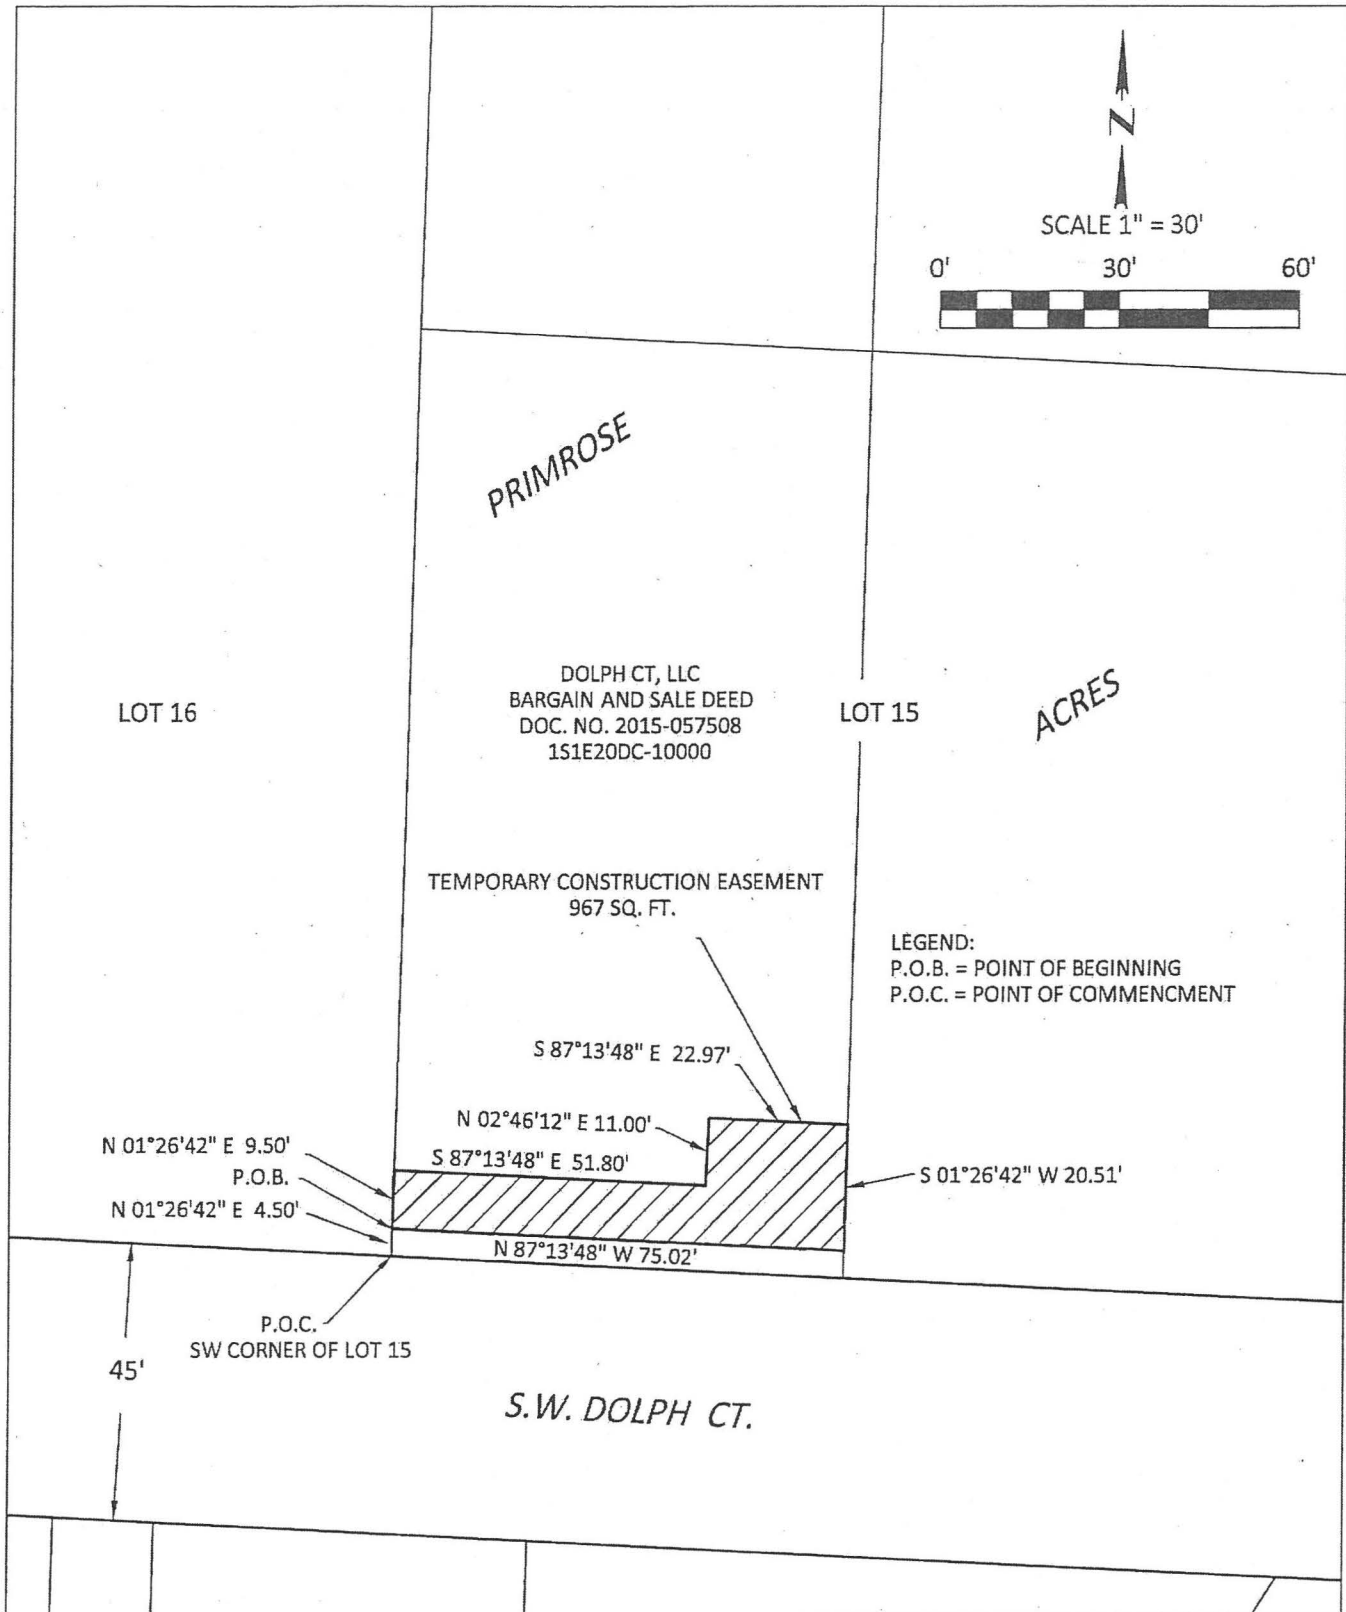 N
SCALE 1" = 30'
0' 30' 60'
PRIMROSE
DOLPH CT, LLC
BARGAIN AND SALE DEED
DOC. NO. 2015-057508
1S1E20DC-10000
LOT 16
LOT 15
ACRES
TEMPORARY CONSTRUCTION EASEMENT
967 SQ. FT.
LEGEND:
P.O.B. = POINT OF BEGINNING
P.O.C. = POINT OF COMMENCMENT
S 87°13'48" E 22.97'
N 02°46'12" E 11.00'
N 01°26'42" E 9.50'
S 87°13'48" E 51.80'
P.O.B.
S 01°26'42" W 20.51'
N 01°26'42" E 4.50'
N 87°13'48" W 75.02'
P.O.C.
SW CORNER OF LOT 15
45'
S.W. DOLPH CT.